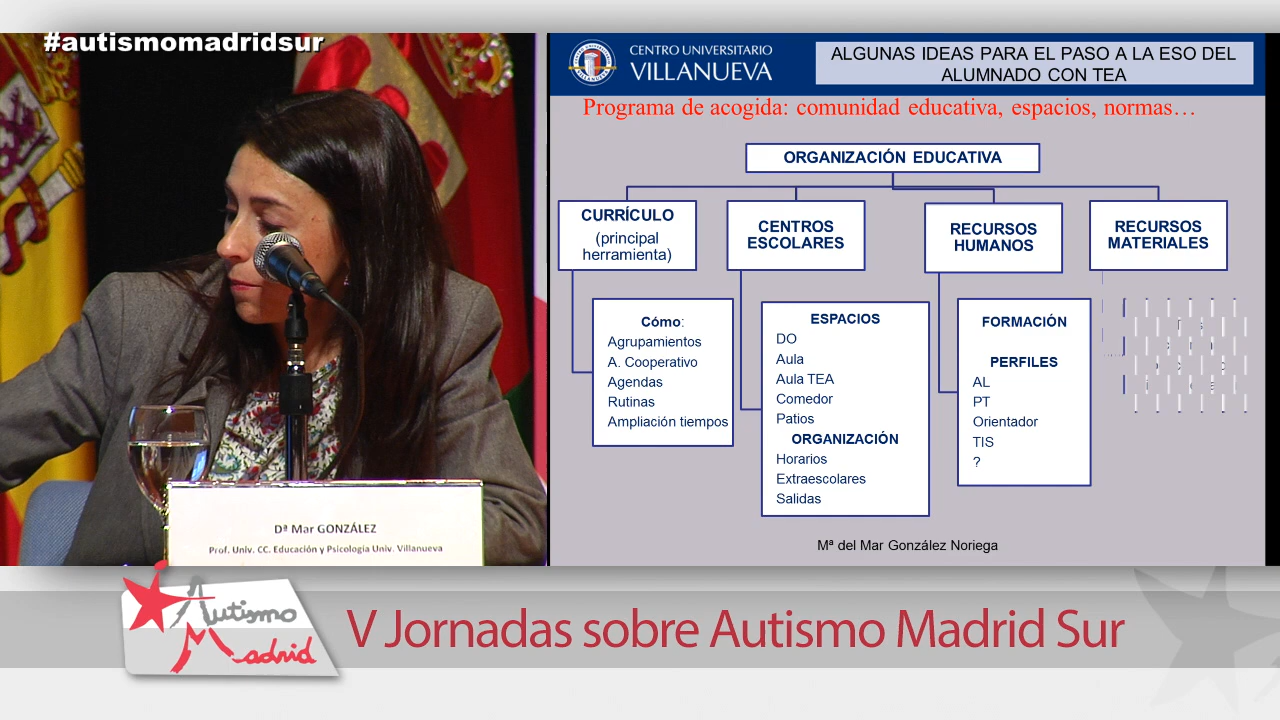 #autismomadridsur
CENTRO UNIVERSITARIO
VILLANUEVA
ALGUNAS IDEAS PARA EL PASO A LA ESO DEL
ALUMNADO CON TEA
Programa de acogida: comunidad educativa, espacios, normas…
ORGANIZACIÓN EDUCATIVA
CURRÍCULO
(principal
herramienta)
CENTROS
ESCOLARES
RECURSOS
HUMANOS
RECURSOS
MATERIALES
Cómo:
Agrupamientos
A. Cooperativo
Agendas
Rutinas
Ampliación tiempos
ESPACIOS
DO
Aula
Aula TEA
Comedor
Patios
ORGANIZACIÓN
Horarios
Extraescolares
Salidas
FORMACIÓN
PERFILES
AL
PT
Orientador
TIS
?
Mª del Mar González Noriega
Dª Mar GONZÁLEZ
Prof. Univ. CC. Educación y Psicología Univ. Villanueva
Autismo
Madrid
V Jornadas sobre Autismo Madrid Sur